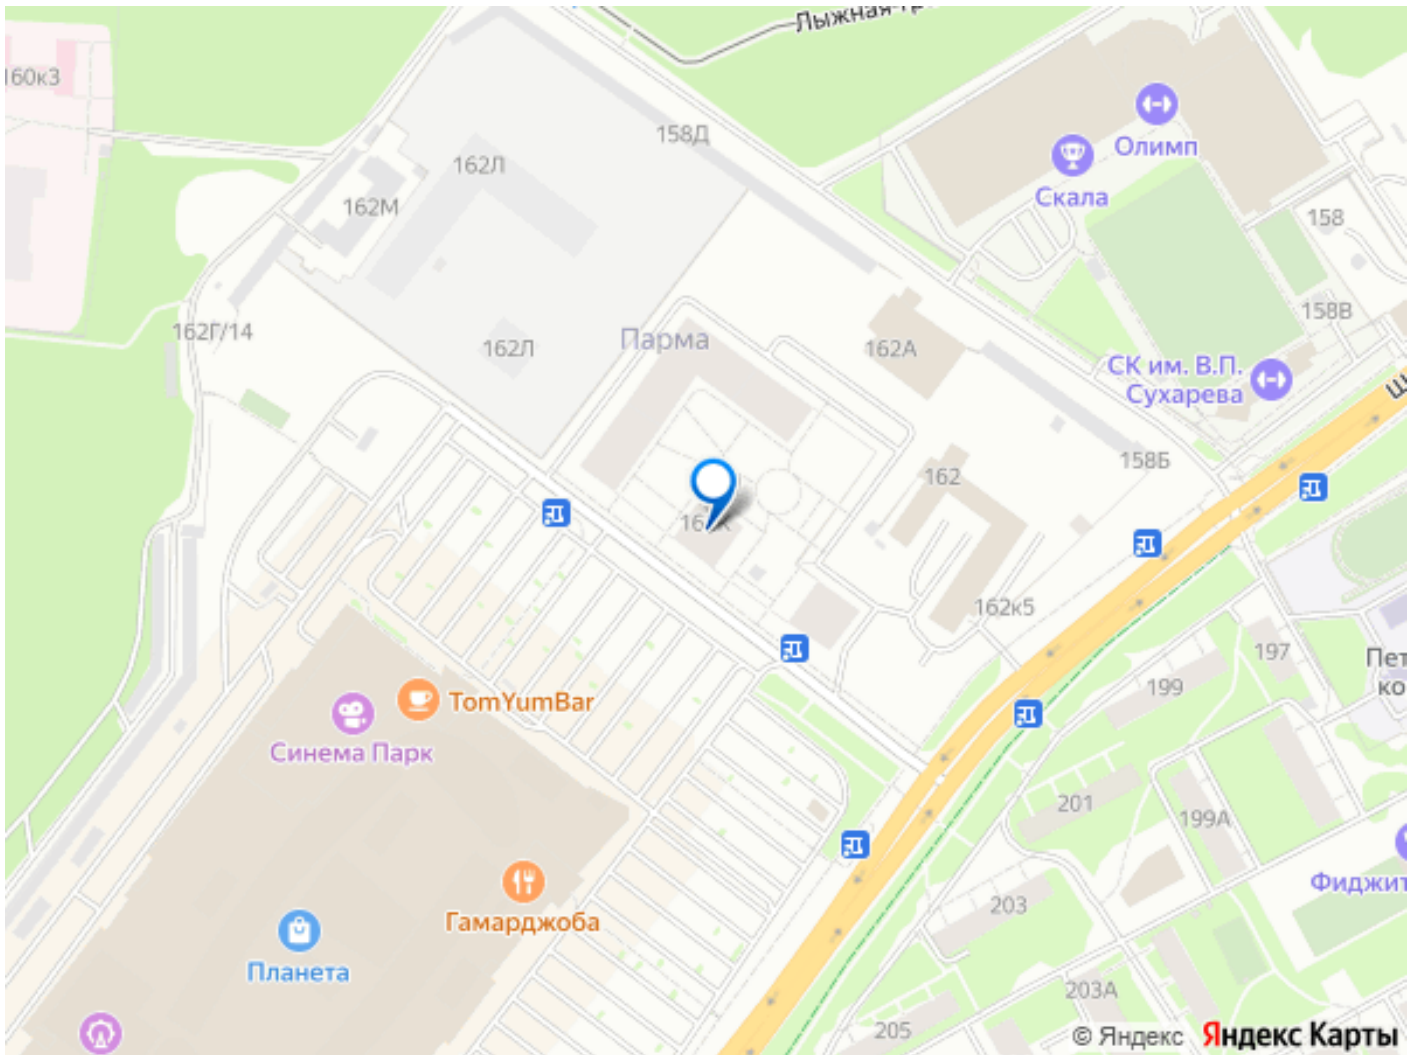 Лыжная
160к3
158Д
Олимп
162Л
Скала
162М
158
158В
162Г/14
Парма
162Л
162А
СК им. В.П.
Сухарева
158Б
162
162к5
197
199
TomYumBar
Синема Парк
201
199А
Гамарджоба
203
Планета
203А
205
© Яндекс
Яндекс Карты